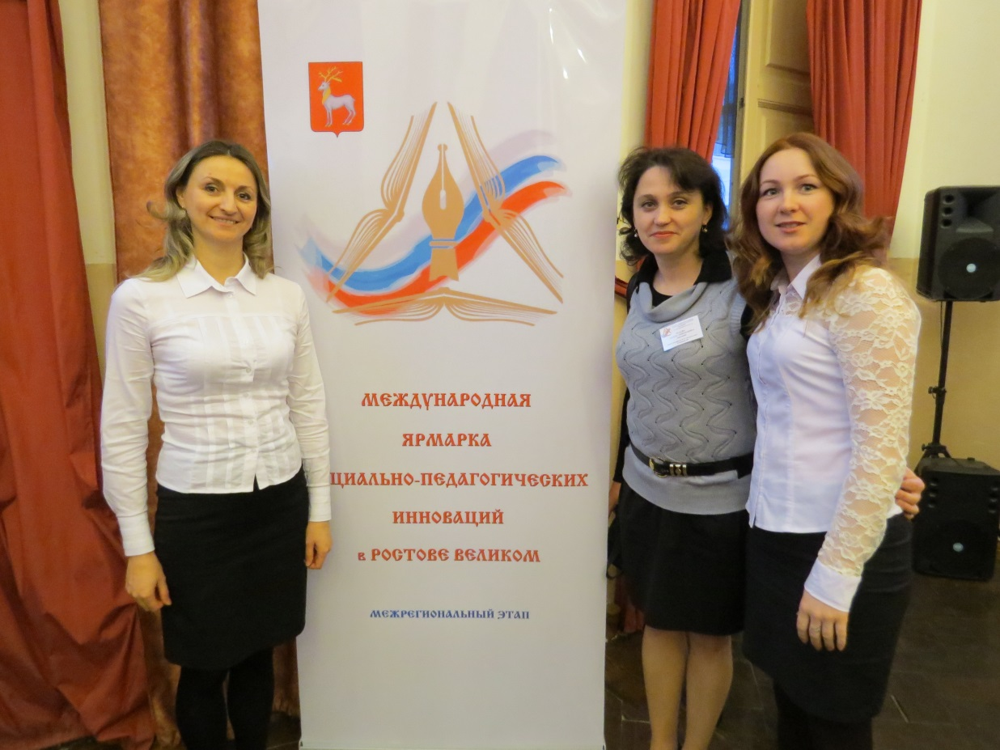 МЕЖДУНАРОДНАЯ
ЯРМАРКА
ЦИАЛЬНО-ПЕДАГОГИЧЕСКИХ
ИННОВАЦИЙ
в РОСТОВЕ ВЕЛИКОМ
МЕЖРЕГИОНАЛЬНЫЙ ЭТАП